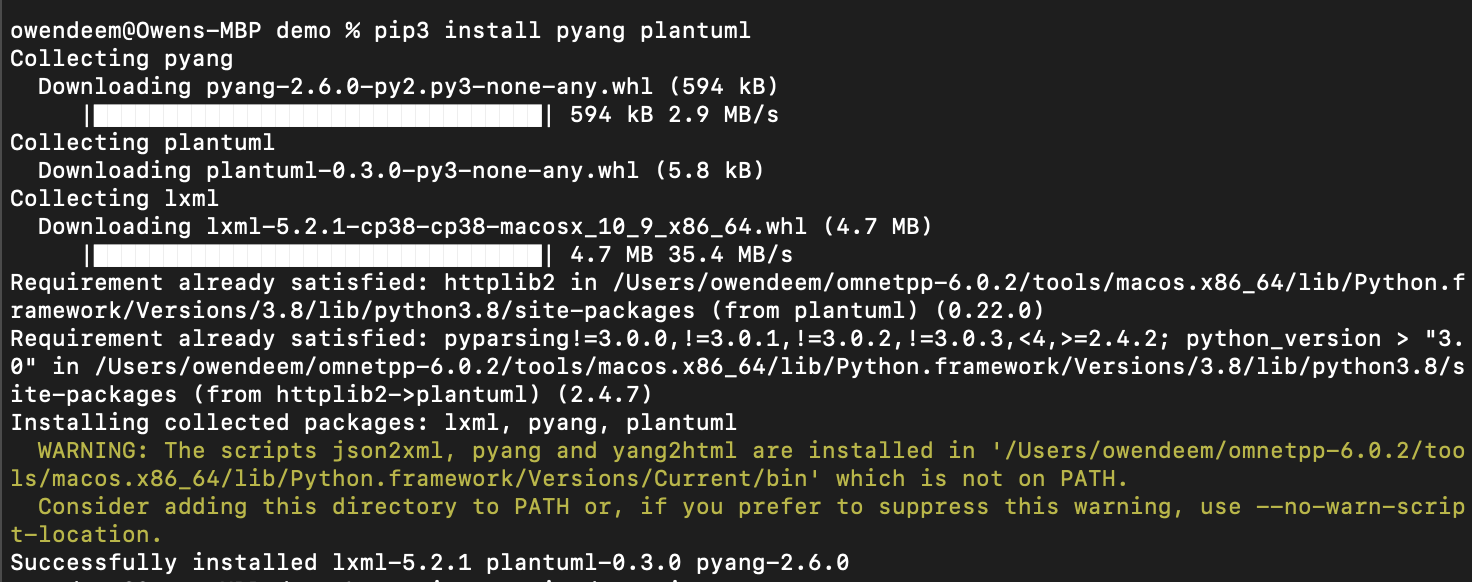 owendeem@Owens-MBP demo % pip3 install pyang plantuml
Collecting pyang
  Downloading pyang-2.6.0-py2.py3-none-any.whl (594 kB)
     |████████████████████████████████| 594 kB 2.9 MB/s
Collecting plantuml
  Downloading plantuml-0.3.0-py3-none-any.whl (5.8 kB)
Collecting lxml
  Downloading lxml-5.2.1-cp38-cp38-macosx_10_9_x86_64.whl (4.7 MB)
     |████████████████████████████████| 4.7 MB 35.4 MB/s
Requirement already satisfied: httplib2 in /Users/owendeem/omnetpp-6.0.2/tools/macos.x86_64/lib/Python.f
ramework/Versions/3.8/lib/python3.8/site-packages (from plantuml) (0.22.0)
Requirement already satisfied: pyparsing!=3.0.0,!=3.0.1,!=3.0.2,!=3.0.3,<4,>=2.4.2; python_version > "3.
0" in /Users/owendeem/omnetpp-6.0.2/tools/macos.x86_64/lib/Python.framework/Versions/3.8/lib/python3.8/s
ite-packages (from httplib2->plantuml) (2.4.7)
Installing collected packages: lxml, pyang, plantuml
  WARNING: The scripts json2xml, pyang and yang2html are installed in '/Users/owendeem/omnetpp-6.0.2/too
ls/macos.x86_64/lib/Python.framework/Versions/Current/bin' which is not on PATH.
  Consider adding this directory to PATH or, if you prefer to suppress this warning, use --no-warn-scrip
t-location.
Successfully installed lxml-5.2.1 plantuml-0.3.0 pyang-2.6.0